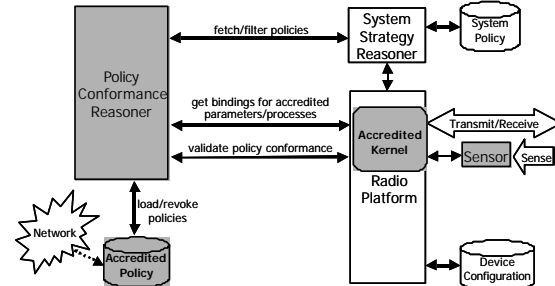 fetch/filter policies
System
Strategy
Reasoner
System
Policy
Policy
Conformance
Reasoner
get bindings for accredited
parameters/processes
Accredited
Kernel
Transmit/Receive
validate policy conformance
Sensor
Sense
Radio
Platform
load/revoke
policies
Network
Accredited
Policy
Device
Configuration